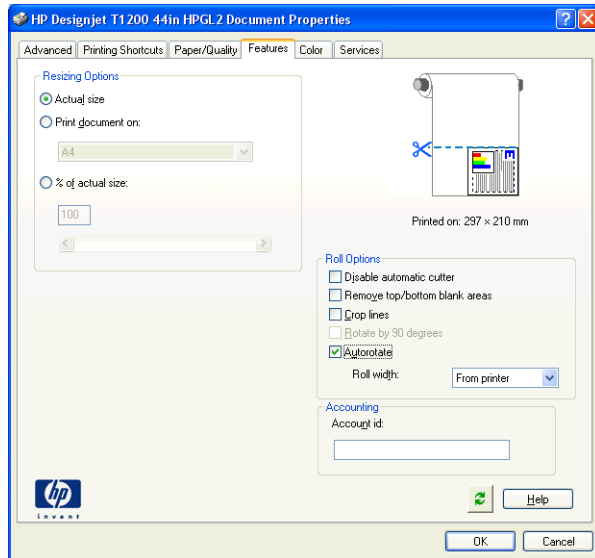 HP Designjet T1200 44in HPGL2 Document Properties
Advanced Printing Shortcuts Paper/Quality Features Color Services
Resizing Options
Actual size
Print document on:
A4
% of actual size:
100
Printed on: 297 × 210 mm
Roll Options
Disable automatic cutter
Remove top/bottom blank areas
Crop lines
Rotate by 90 degrees
Autorotate
Roll width: From printer
Accounting
Account id:
hp
invent
Help
OK Cancel